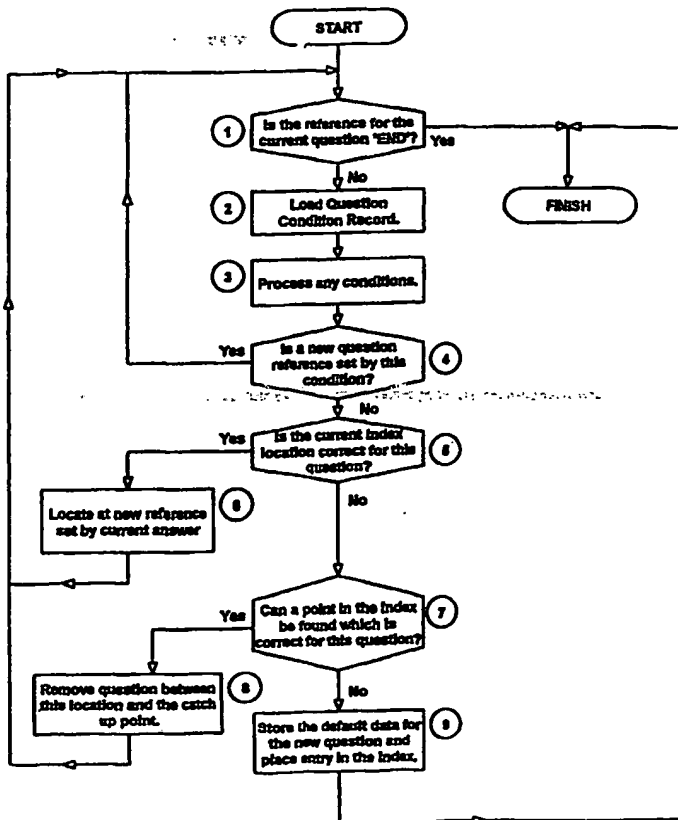 START
1
Is the reference for the
current question "END"?
Yes
No
2
Load Question
Condition Record.
FINISH
3
Process any conditions.
Yes
Is a new question
reference set by this
condition?
4
No
Yes
Is the current index
location correct for this
question?
5
6
Locate at new reference
set by current answer
No
Yes
Can a point in the index
be found which is
correct for this question?
7
Remove question between
this location and the catch
up point.
8
No
Store the default data for
the new question and
place entry in the index.
9